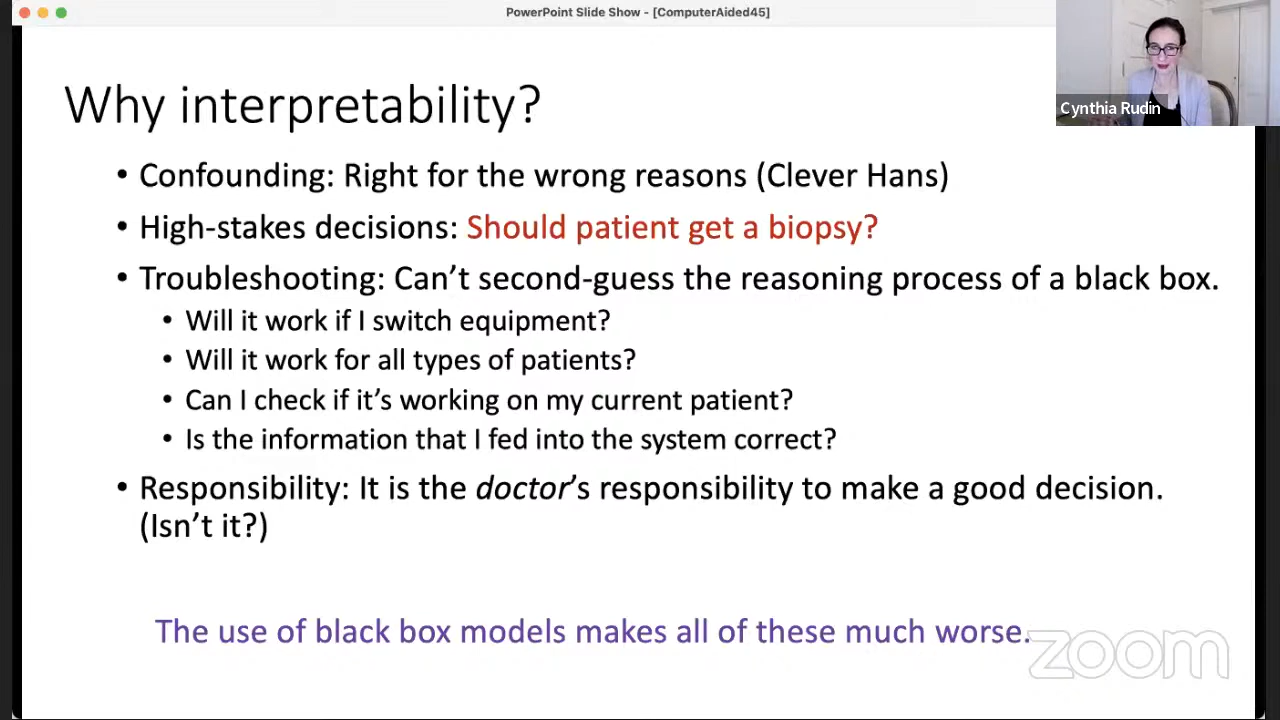 PowerPoint Slide Show - [ComputerAided45]
Cynthia Rudin
Why interpretability?
• Confounding: Right for the wrong reasons (Clever Hans)
• High-stakes decisions: Should patient get a biopsy?
• Troubleshooting: Can't second-guess the reasoning process of a black box.
• Will it work if I switch equipment?
• Will it work for all types of patients?
• Can I check if it's working on my current patient?
• Is the information that I fed into the system correct?
• Responsibility: It is the doctor's responsibility to make a good decision.
(Isn't it?)
The use of black box models makes all of these much worse.
zoom